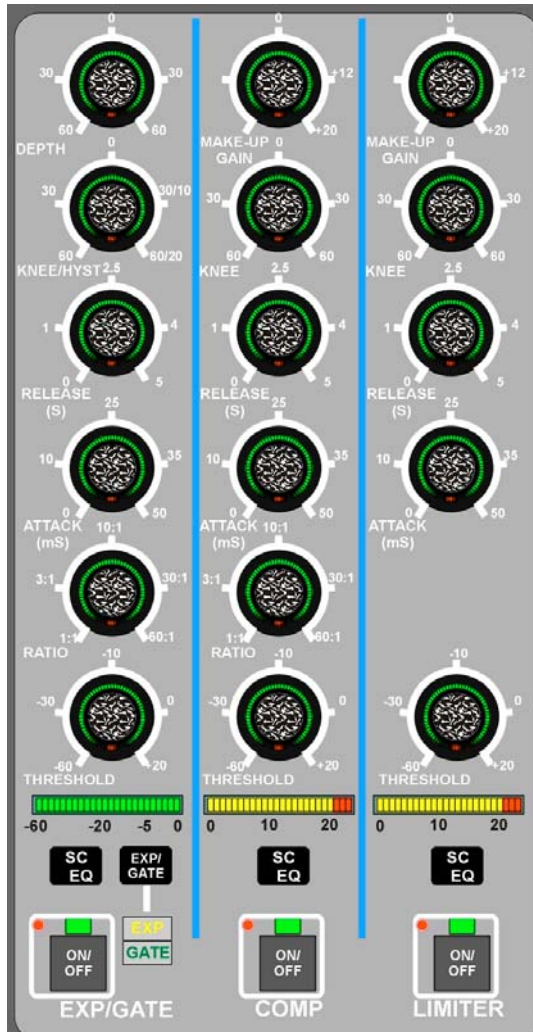 0 0 0
30 30 +12 +12
60 60 +20 +20
DEPTH MAKE-UP GAIN MAKE-UP GAIN
0 0 0
30 30/10 30 30 30 30
60 60/20 60 60 60 60
KNEE/HYST KNEE KNEE
2.5 2.5 2.5
1 4 1 4 1 4
0 5 0 5 0 5
RELEASE (S) RELEASE (S) RELEASE (S)
25 25 25
10 35 10 35 10 35
0 50 0 50 0 50
ATTACK (mS) ATTACK (mS) ATTACK (mS)
10:1 10:1
3:1 30:1 3:1 30:1
1:1 60:1 1:1 60:1
RATIO RATIO
-10 -10 -10
-30 0 -30 0 -30 0
-60 +20 -60 +20 -60 +20
THRESHOLD THRESHOLD THRESHOLD
-60 -20 -5 0 0 10 20 0 10 20
SC EQ EXP/ GATE SC EQ SC EQ
EXP
GATE
ON/ OFF ON/ OFF ON/ OFF
EXP/GATE COMP LIMITER